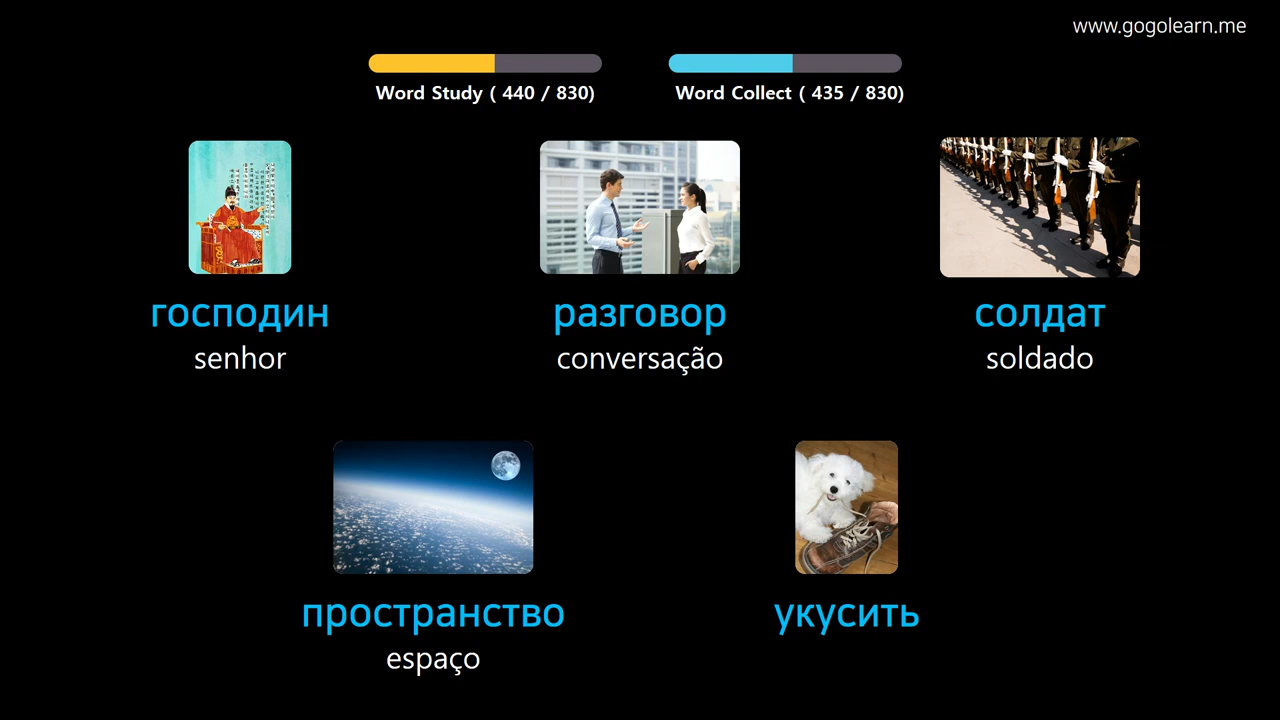 www.gogolearn.me
Word Study ( 440 / 830)
Word Collect ( 435 / 830)
господин
senhor
разговор
conversação
солдат
soldado
пространство
espaço
укусить